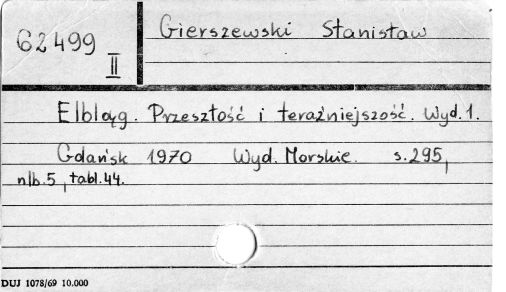 62499
II
Gierszewski Stanisław
Elbląg. Przeszłość i teraźniejszość. Wyd. 1.
Gdańsk 1970 Wyd. Morskie. s. 295,
nlb. 5, tabl. 44.
DUJ 1078/69 10.000